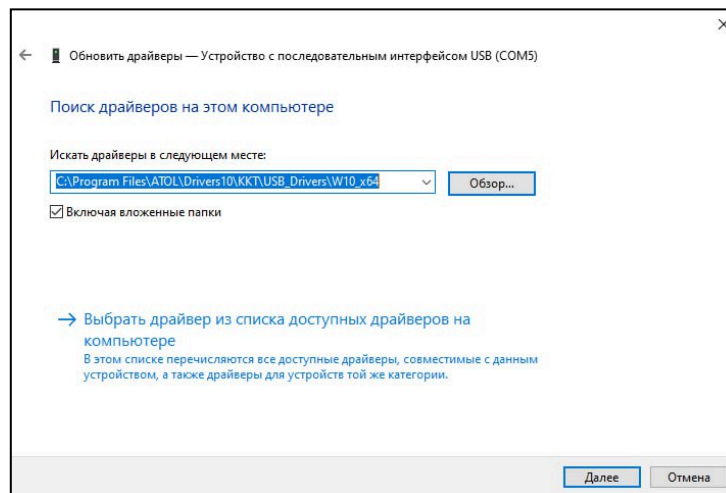 Обновить драйверы — Устройство с последовательным интерфейсом USB (COM5)
Поиск драйверов на этом компьютере
Искать драйверы в следующем месте:
C:\Program Files\ATOL\Drivers10\KKT\USB_Drivers\W10_x64
Обзор...
Включая вложенные папки
Выбрать драйвер из списка доступных драйверов на
компьютере
В этом списке перечисляются все доступные драйверы, совместимые с данным
устройством, а также драйверы для устройств той же категории.
Далее
Отмена